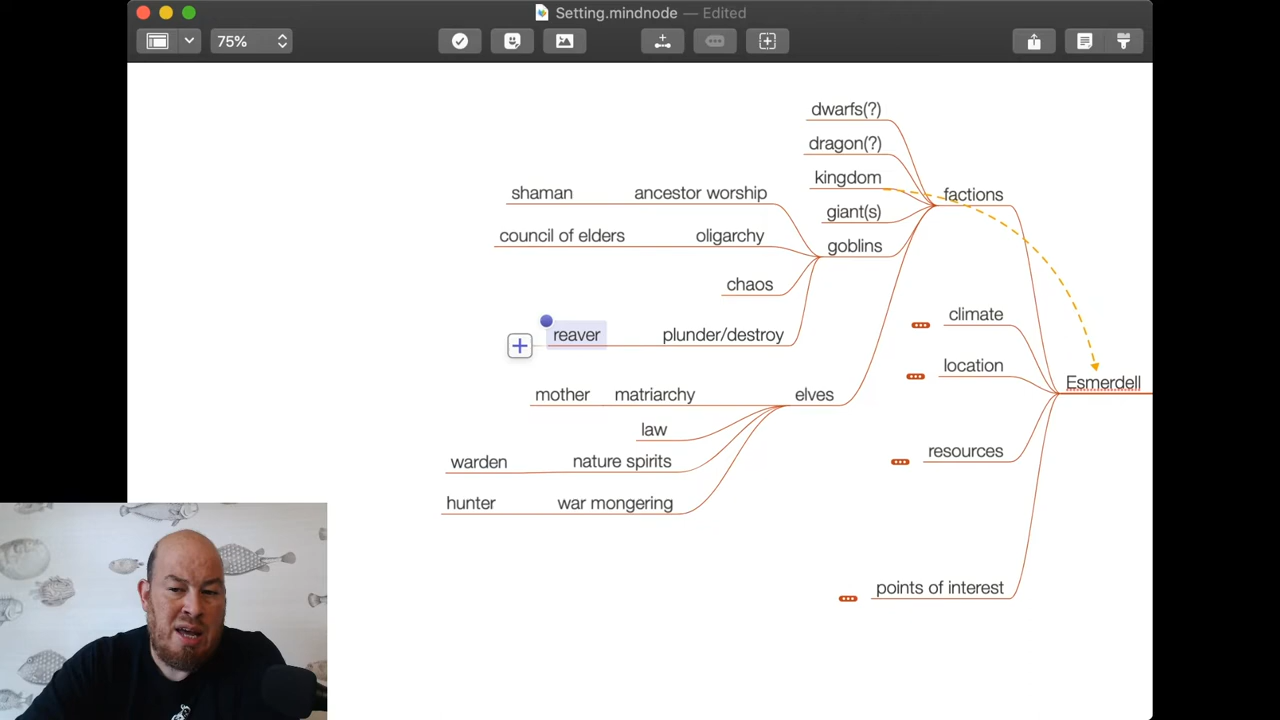 Setting.mindnode — Edited
75%
dwarfs(?)
dragon(?)
kingdom
factions
shaman
ancestor worship
giant(s)
council of elders
oligarchy
goblins
chaos
climate
reaver
plunder/destroy
location
Esmerdell
mother
matriarchy
elves
law
resources
warden
nature spirits
hunter
war mongering
points of interest